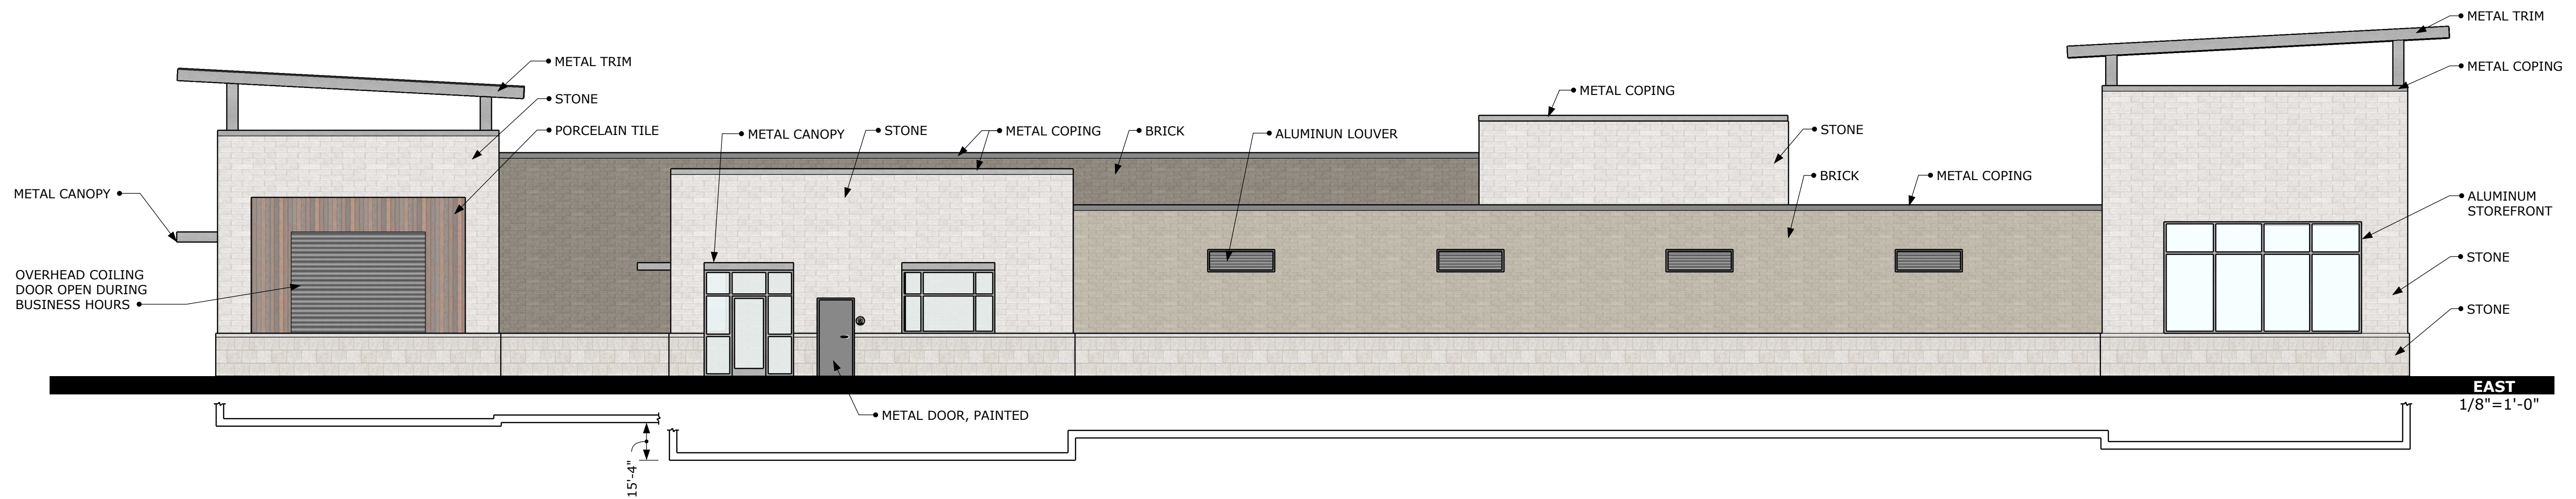 METAL TRIM
METAL TRIM
STONE
METAL COPING
METAL COPING
PORCELAIN TILE
METAL CANOPY
STONE
METAL COPING
BRICK
ALUMINUN LOUVER
STONE
METAL CANOPY
BRICK
METAL COPING
ALUMINUM
STOREFRONT
OVERHEAD COILING
DOOR OPEN DURING
BUSINESS HOURS
STONE
STONE
EAST
1/8"=1'-0"
METAL DOOR, PAINTED
15'-4"